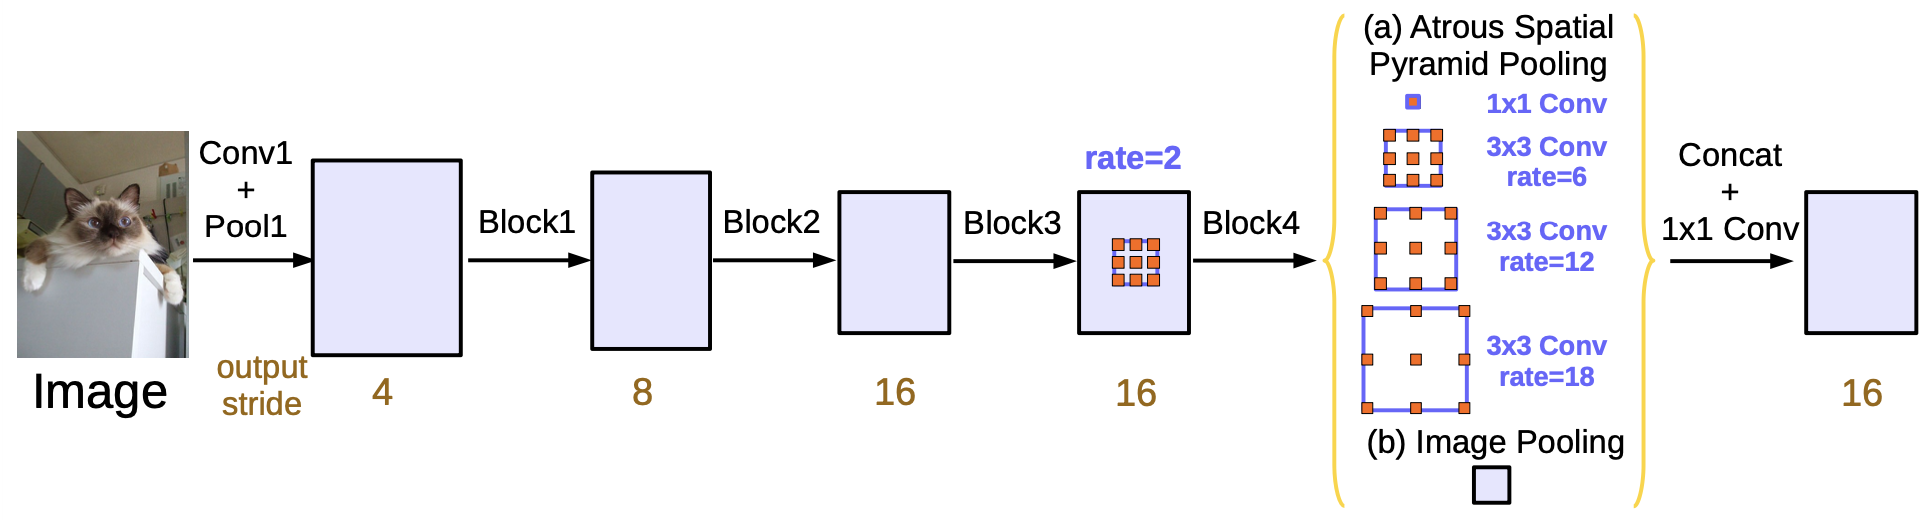 Image
Conv1
+
Pool1
output
stride
4
Block1
8
Block2
16
Block3
rate=2
16
Block4
(a) Atrous Spatial
Pyramid Pooling
1x1 Conv
3x3 Conv
rate=6
3x3 Conv
rate=12
3x3 Conv
rate=18
(b) Image Pooling
Concat
+
1x1 Conv
16